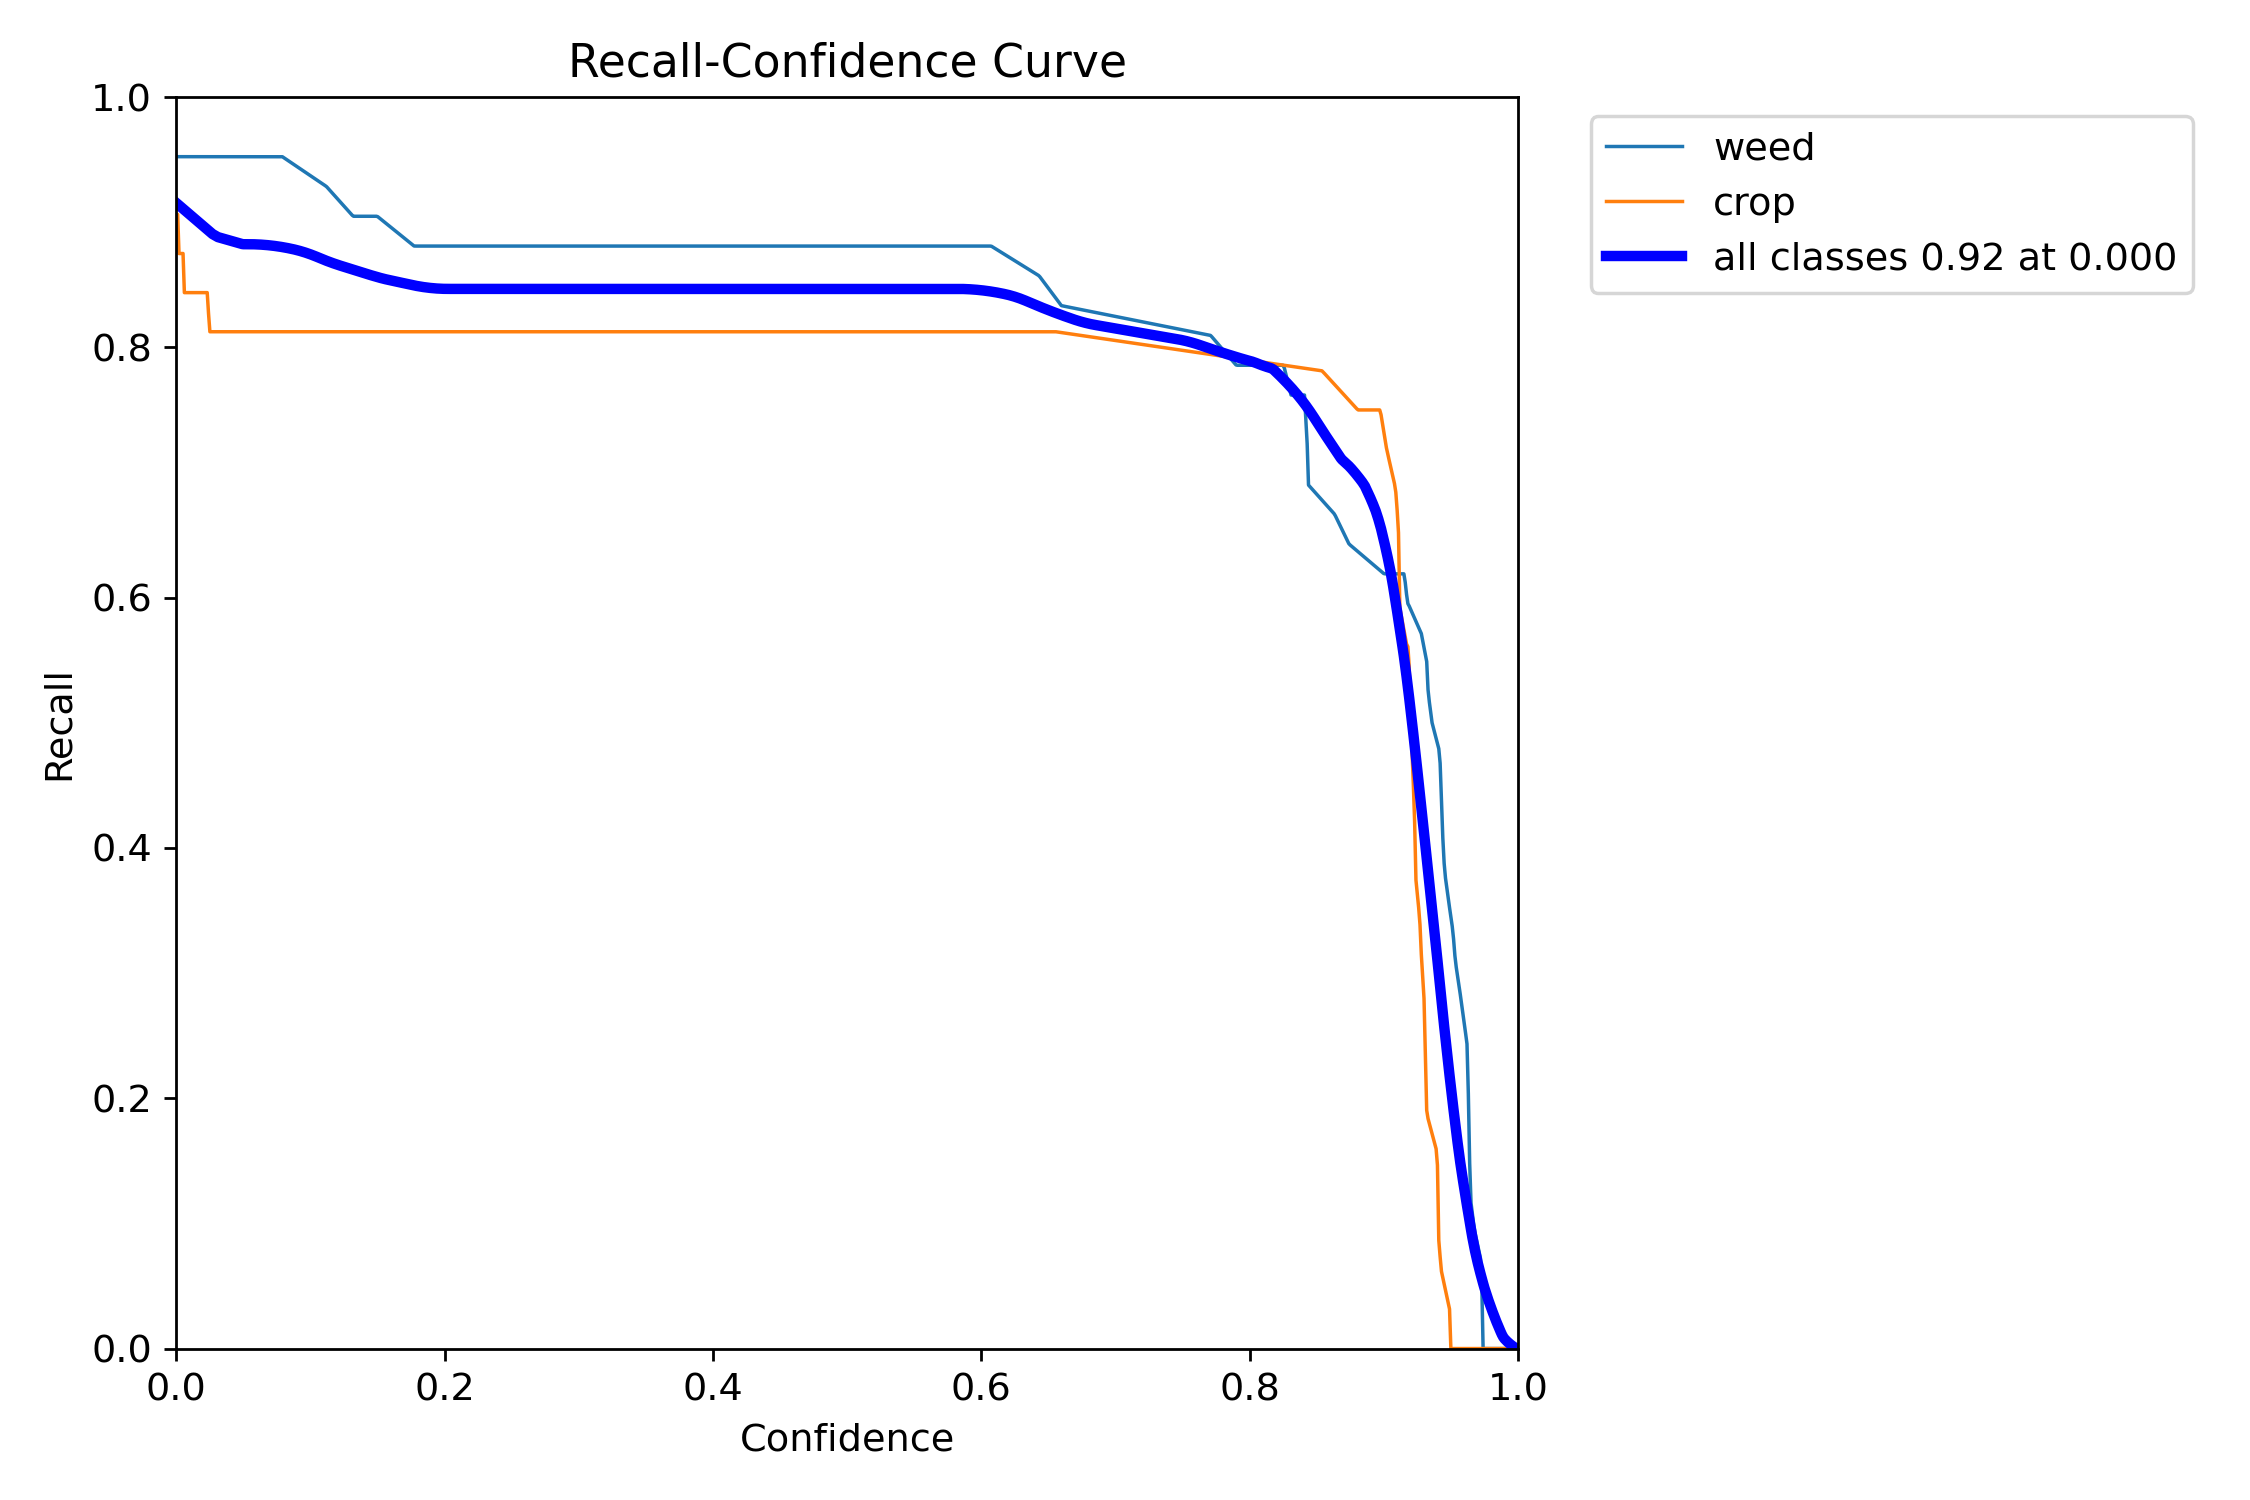 Recall-Confidence Curve
1.0
0.8
0.6
0.4
0.2
0.0
Recall
0.0 0.2 0.4 0.6 0.8 1.0
Confidence
weed
crop
all classes 0.92 at 0.000